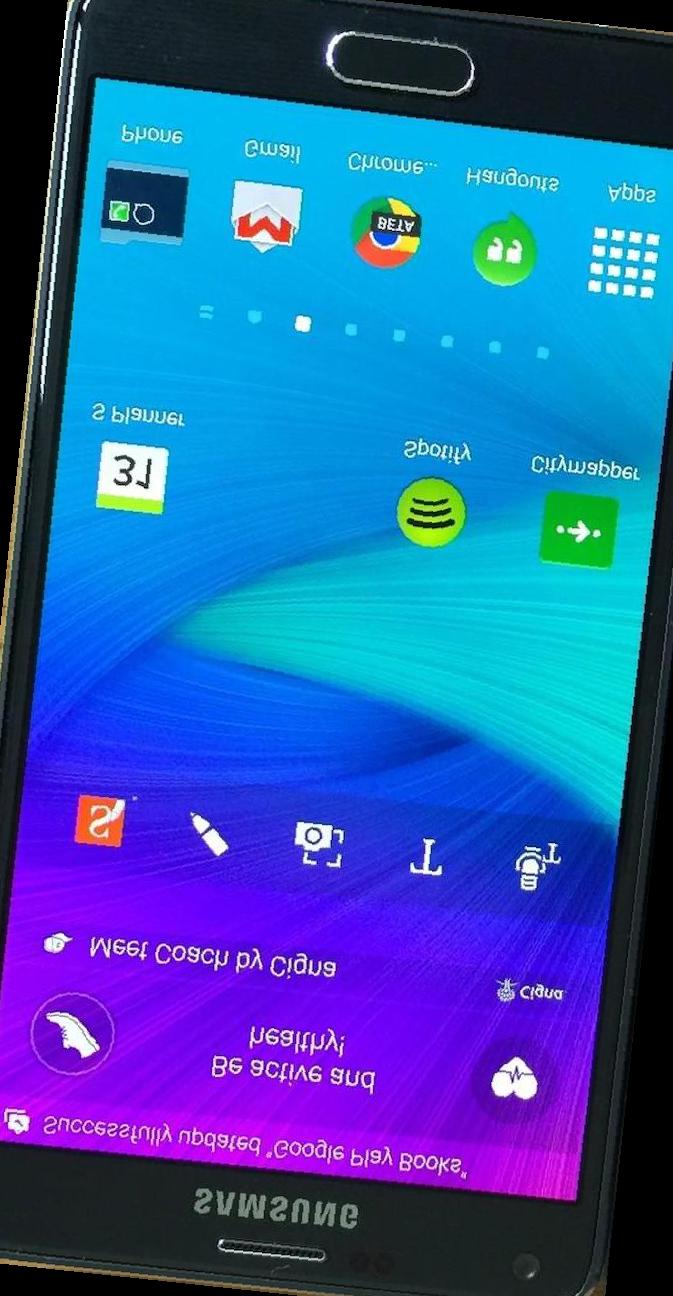 SAMSUNG
Successfully updated "Google Play Books"
Be active and
healthy!
Cigna
Meet Coach by Cigna
S
T
T
31
S Planner
Spotify
Citymapper
BETA
Phone
Gmail
Chrome...
Hangouts
Apps